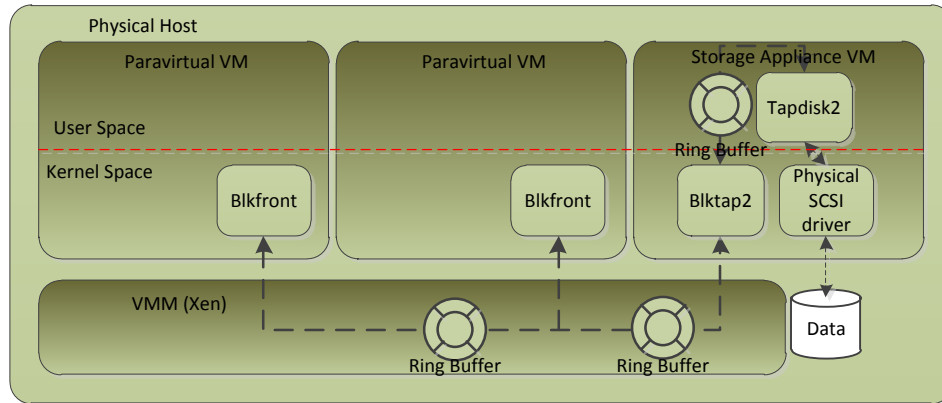 Physical Host
Paravirtual VM
Paravirtual VM
Storage Appliance VM
Tapdisk2
User Space
Ring Buffer
Kernel Space
Blkfront
Blkfront
Blktap2
Physical
SCSI
driver
VMM (Xen)
Data
Ring Buffer
Ring Buffer